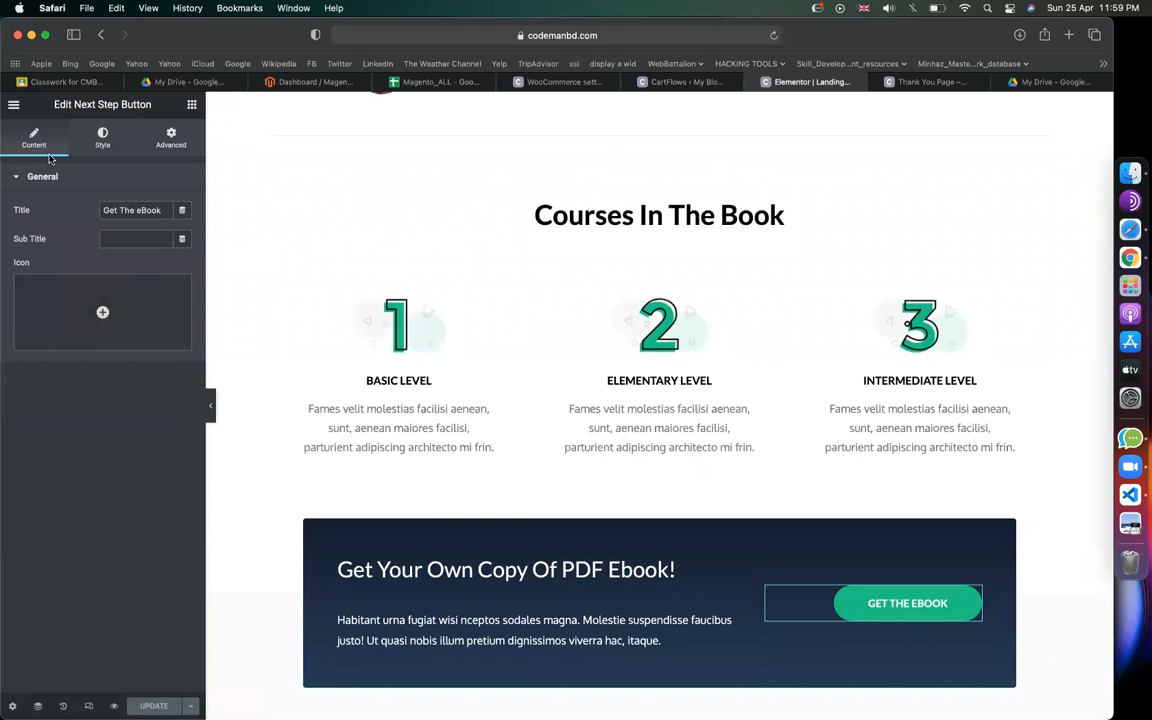 Safari File Edit View History Bookmarks Window Help
Sun 25 Apr 11:59 PM
codemanbd.com
Apple Bing Google Yahoo Yahoo iCloud Google Wikipedia FB Twitter LinkedIn The Weather Channel Yelp TripAdvisor ssl display a wid WebBattalion HACKING TOOLS Skill_Develop...nt_resources Minhaz_Maste...rk_database
Classwork for CMB... My Drive - Google... Dashboard / Magen... Magento_ALL - Goo... WooCommerce sett... CartFlows ‹ My Blo... Elementor | Landing... Thank You Page –... My Drive - Google...
Edit Next Step Button
Content Style Advanced
General
Title Get The eBook
Sub Title
Icon
UPDATE
Courses In The Book
1 2 3
BASIC LEVEL ELEMENTARY LEVEL INTERMEDIATE LEVEL
Fames velit molestias facilisi aenean, Fames velit molestias facilisi aenean, Fames velit molestias facilisi aenean,
sunt, aenean maiores facilisi, sunt, aenean maiores facilisi, sunt, aenean maiores facilisi,
parturient adipiscing architecto mi frin. parturient adipiscing architecto mi frin. parturient adipiscing architecto mi frin.
Get Your Own Copy Of PDF Ebook!
GET THE EBOOK
Habitant urna fugiat wisi nceptos sodales magna. Molestie suspendisse faucibus
justo! Ut quasi nobis illum pretium dignissimos viverra hac, itaque.
tv